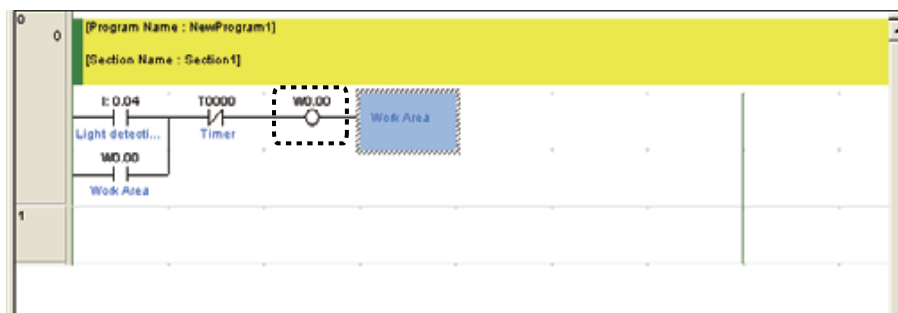 0
0
[Program Name : NewProgram1]
[Section Name : Section1]
I: 0.04 T0000 W0.00
Light detecti... Timer Work Area
W0.00
Work Area
1